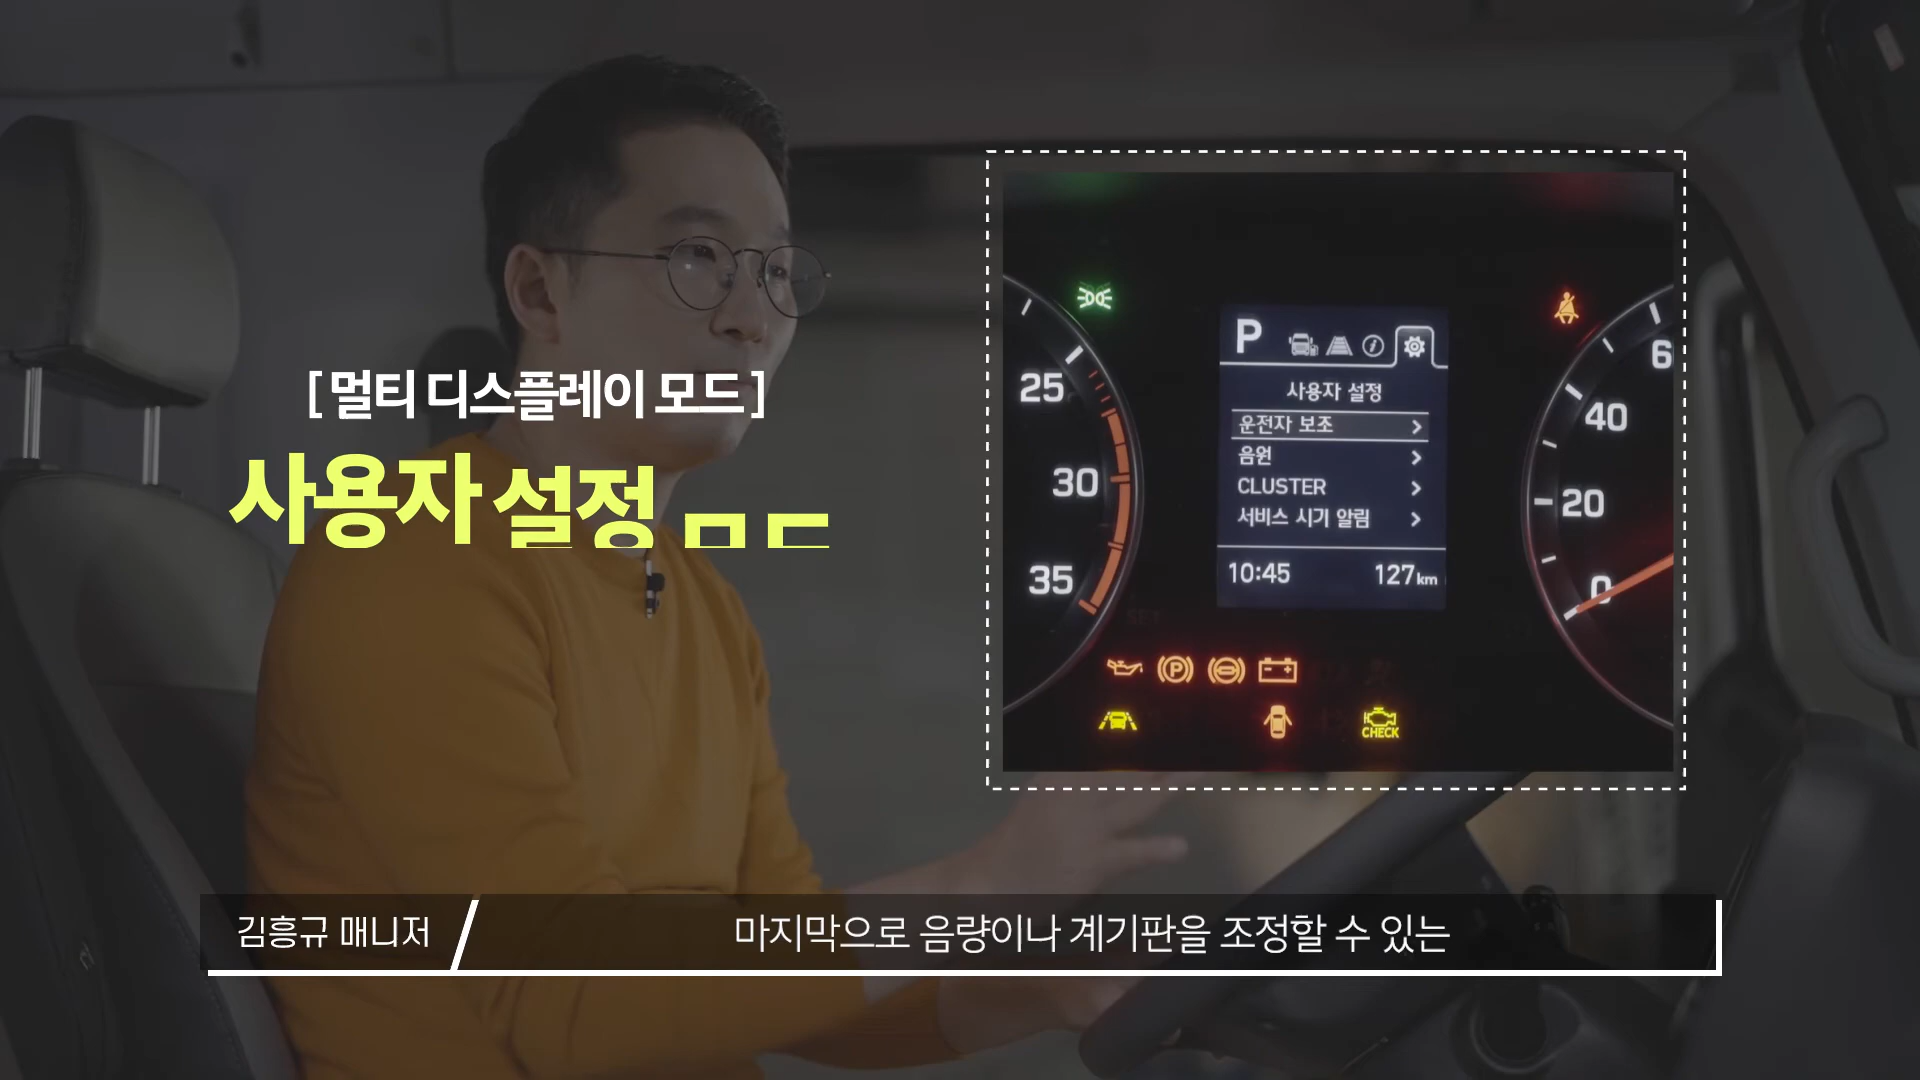 [멀티 디스플레이 모드]
사용자 설정
25
30
35
P
사용자 설정
운전자 보조
음원
CLUSTER
서비스 시기 알림
10:45 127km
6
40
20
0
P
CHECK
김흥규 매니저
마지막으로 음량이나 계기판을 조정할 수 있는